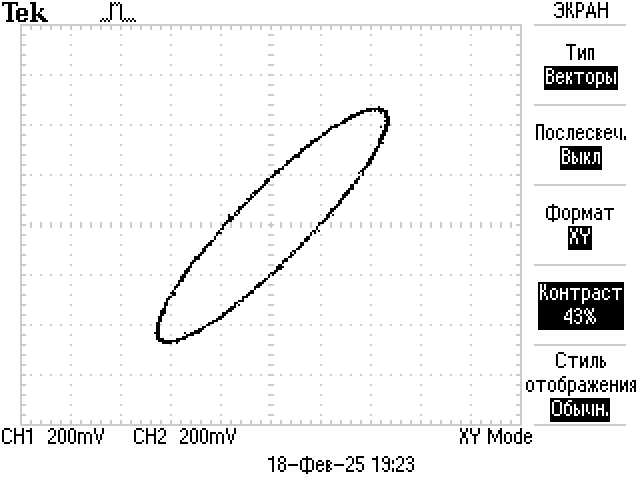 Tek
ЭКРАН
Тип
Векторы
Послесвеч.
Выкл
Формат
XY
Контраст
43%
Стиль
отображения
Обычн.
CH1 200mV CH2 200mV XY Mode
18-Фев-25 19:23